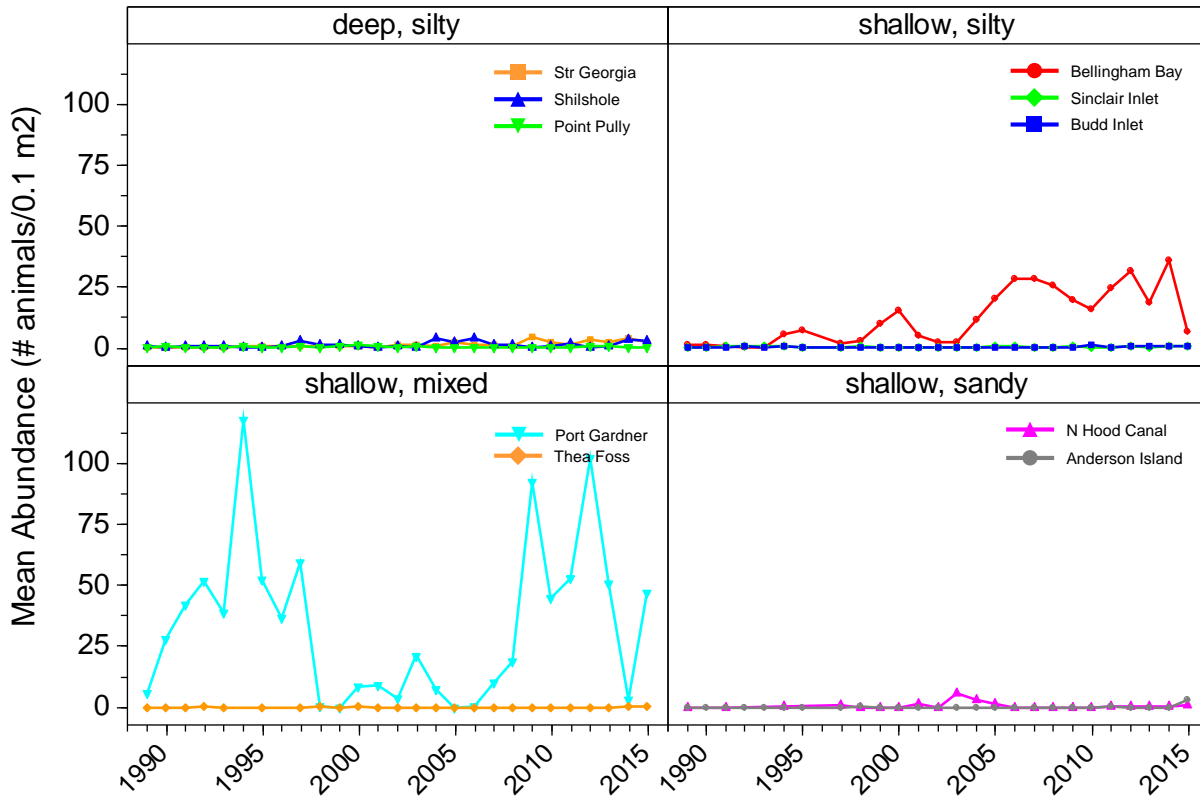 deep, silty
shallow, silty
Str Georgia
Shilshole
Point Pully
Bellingham Bay
Sinclair Inlet
Budd Inlet
100
75
50
25
0
Mean Abundance (# animals/0.1 m2)
shallow, mixed
shallow, sandy
Port Gardner
Thea Foss
N Hood Canal
Anderson Island
100
75
50
25
0
1990
1995
2000
2005
2010
2015
1990
1995
2000
2005
2010
2015